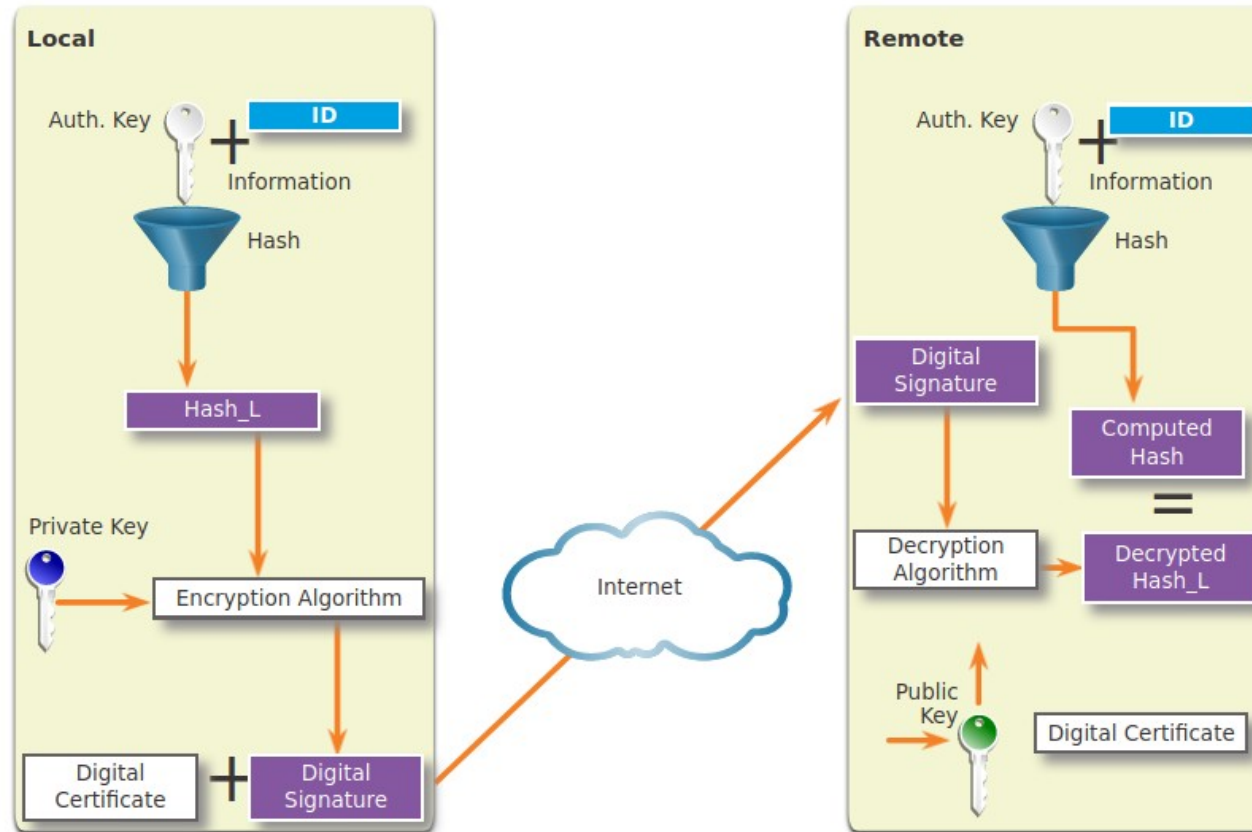 Local
Auth. Key
ID
Information
Hash
Hash_L
Private Key
Encryption Algorithm
Digital
Certificate
Digital
Signature
Internet
Remote
Auth. Key
ID
Information
Hash
Digital
Signature
Computed
Hash
Decryption
Algorithm
Decrypted
Hash_L
Public
Key
Digital Certificate